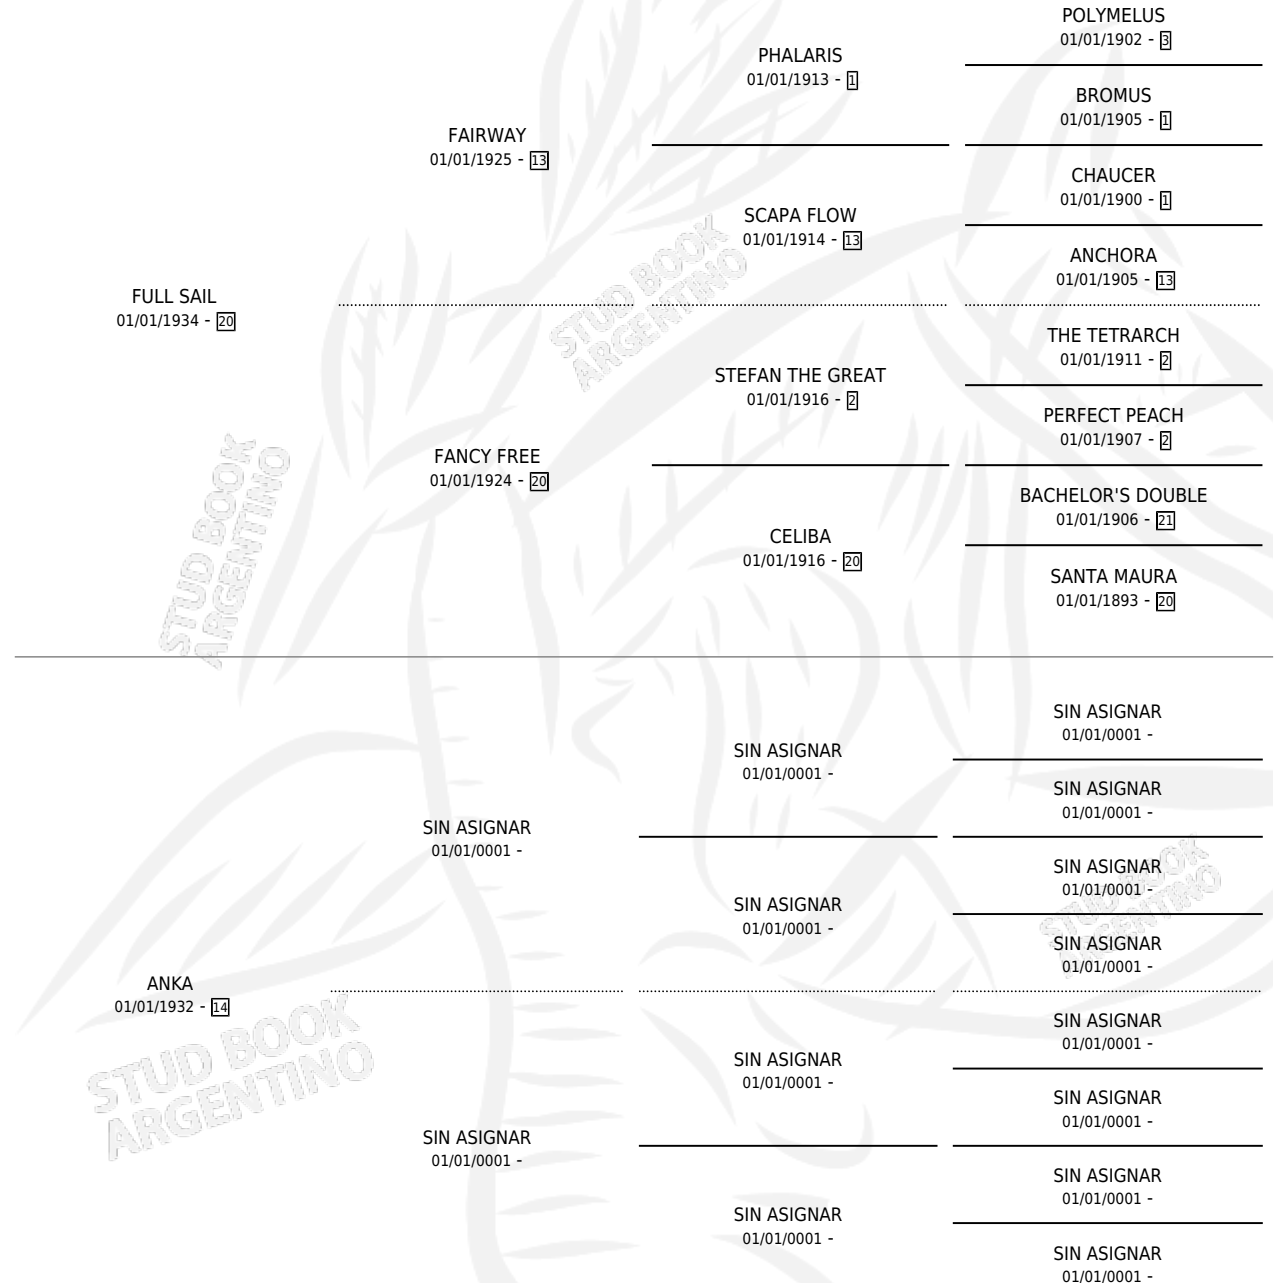 POLYMELUS
01/01/1902 - 3
PHALARIS
01/01/1913 - 1
BROMUS
01/01/1905 - 1
FAIRWAY
01/01/1925 - 13
CHAUCER
01/01/1900 - 1
SCAPA FLOW
01/01/1914 - 13
ANCHORA
01/01/1905 - 13
FULL SAIL
01/01/1934 - 20
THE TETRARCH
01/01/1911 - 2
STEFAN THE GREAT
01/01/1916 - 2
PERFECT PEACH
01/01/1907 - 2
FANCY FREE
01/01/1924 - 20
BACHELOR'S DOUBLE
01/01/1906 - 21
CELIBA
01/01/1916 - 20
SANTA MAURA
01/01/1893 - 20
STUD BOOK
ARGENTINO
STUD BOOK
ARGENTINO
SIN ASIGNAR
01/01/0001 -
SIN ASIGNAR
01/01/0001 -
SIN ASIGNAR
01/01/0001 -
SIN ASIGNAR
01/01/0001 -
SIN ASIGNAR
01/01/0001 -
SIN ASIGNAR
01/01/0001 -
SIN ASIGNAR
01/01/0001 -
STUD BOOK
ARGENTINO
ANKA
01/01/1932 - 14
SIN ASIGNAR
01/01/0001 -
SIN ASIGNAR
01/01/0001 -
SIN ASIGNAR
01/01/0001 -
SIN ASIGNAR
01/01/0001 -
SIN ASIGNAR
01/01/0001 -
SIN ASIGNAR
01/01/0001 -
SIN ASIGNAR
01/01/0001 -
STUD BOOK
ARGENTINO